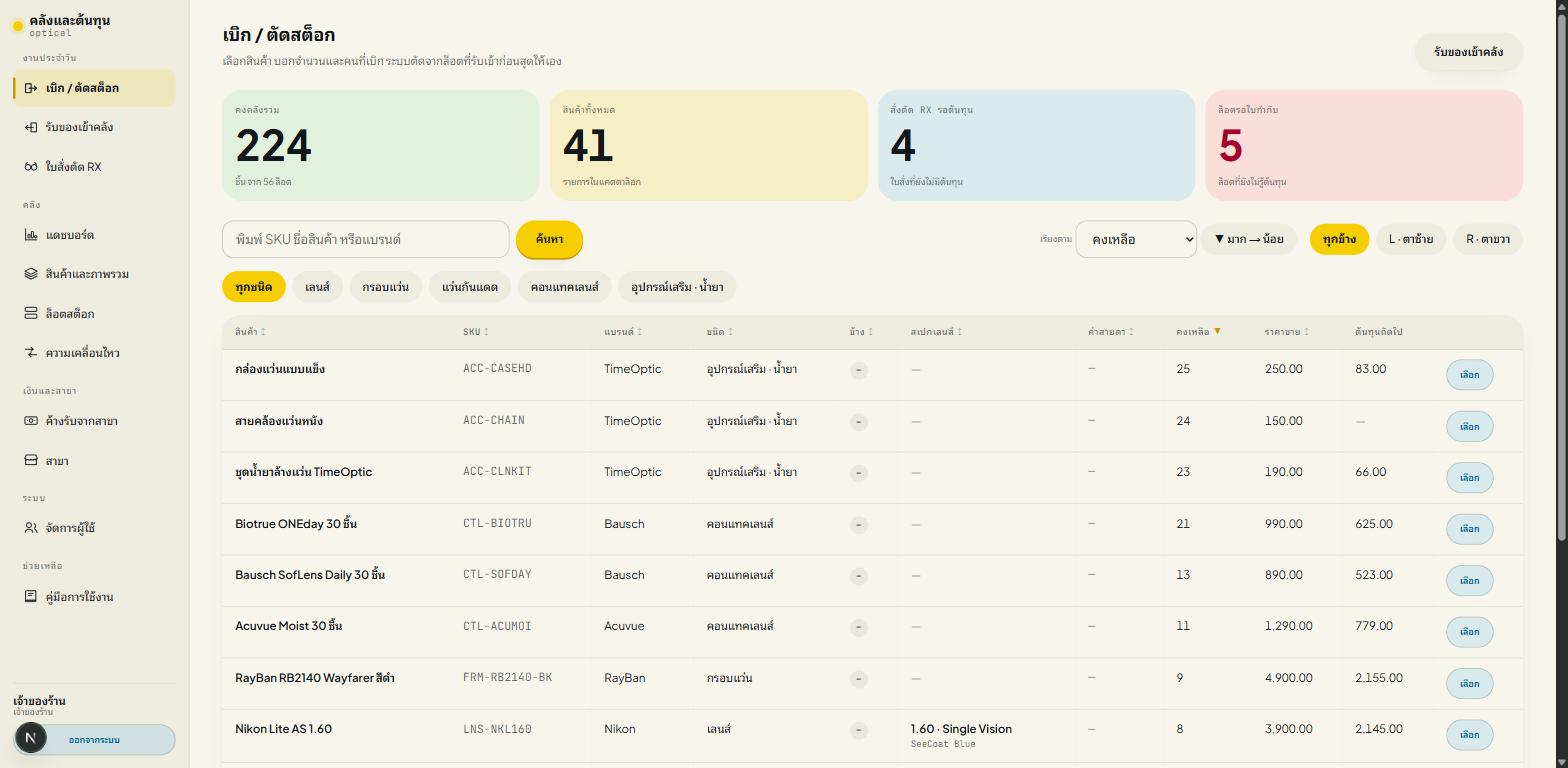 คลังและต้นทุน
optical
งานประจำวัน
เบิก / ตัดสต็อก
รับของเข้าคลัง
ใบสั่งตัด RX
คลัง
แดชบอร์ด
สินค้าและภาพรวม
ล็อตสต็อก
ความเคลื่อนไหว
เงินและสาขา
ค้างรับจากสาขา
สาขา
ระบบ
จัดการผู้ใช้
ช่วยเหลือ
คู่มือการใช้งาน
เจ้าของร้าน
เจ้าของร้าน
N
ออกจากระบบ
เบิก / ตัดสต็อก
เลือกสินค้า บอกจำนวนและคนที่เบิก ระบบตัดจากล็อตที่รับเข้าก่อนสุดให้เอง
รับของเข้าคลัง
คงคลังรวม
224
ชิ้น จาก 56 ล็อต
สินค้าทั้งหมด
41
รายการในแคตตาล็อก
สั่งตัด RX รอต้นทุน
4
ใบสั่งที่ยังไม่มีต้นทุน
ล็อตรอใบกำกับ
5
ล็อตที่ยังไม่รู้ต้นทุน
พิมพ์ SKU ชื่อสินค้า หรือแบรนด์ ค้นหา เรียงตาม คงเหลือ ▼ มาก → น้อย ทุกข้าง L · ตาซ้าย R · ตาขวา
ทุกชนิด เลนส์ กรอบแว่น แว่นกันแดด คอนแทคเลนส์ อุปกรณ์เสริม · น้ำยา
สินค้า ↕ SKU ↕ แบรนด์ ↕ ชนิด ↕ ข้าง ↕ สเปกเลนส์ ↕ ค่าสายตา ↕ คงเหลือ ▼ ราคาขาย ↕ ต้นทุนถัดไป
กล่องแว่นแบบแข็ง ACC-CASEHD TimeOptic อุปกรณ์เสริม · น้ำยา – — — 25 250.00 83.00 เลือก
สายคล้องแว่นหนัง ACC-CHAIN TimeOptic อุปกรณ์เสริม · น้ำยา – — — 24 150.00 — เลือก
ชุดน้ำยาล้างแว่น TimeOptic ACC-CLNKIT TimeOptic อุปกรณ์เสริม · น้ำยา – — — 23 190.00 66.00 เลือก
Biotrue ONEday 30 ชิ้น CTL-BIOTRU Bausch คอนแทคเลนส์ – — — 21 990.00 625.00 เลือก
Bausch SofLens Daily 30 ชิ้น CTL-SOFDAY Bausch คอนแทคเลนส์ – — — 13 890.00 523.00 เลือก
Acuvue Moist 30 ชิ้น CTL-ACUMOI Acuvue คอนแทคเลนส์ – — — 11 1,290.00 779.00 เลือก
RayBan RB2140 Wayfarer สีดำ FRM-RB2140-BK RayBan กรอบแว่น – — — 9 4,900.00 2,155.00 เลือก
Nikon Lite AS 1.60 LNS-NKL160 Nikon เลนส์ – 1.60 · Single Vision — 8 3,900.00 2,145.00 เลือก
SeeCoat Blue